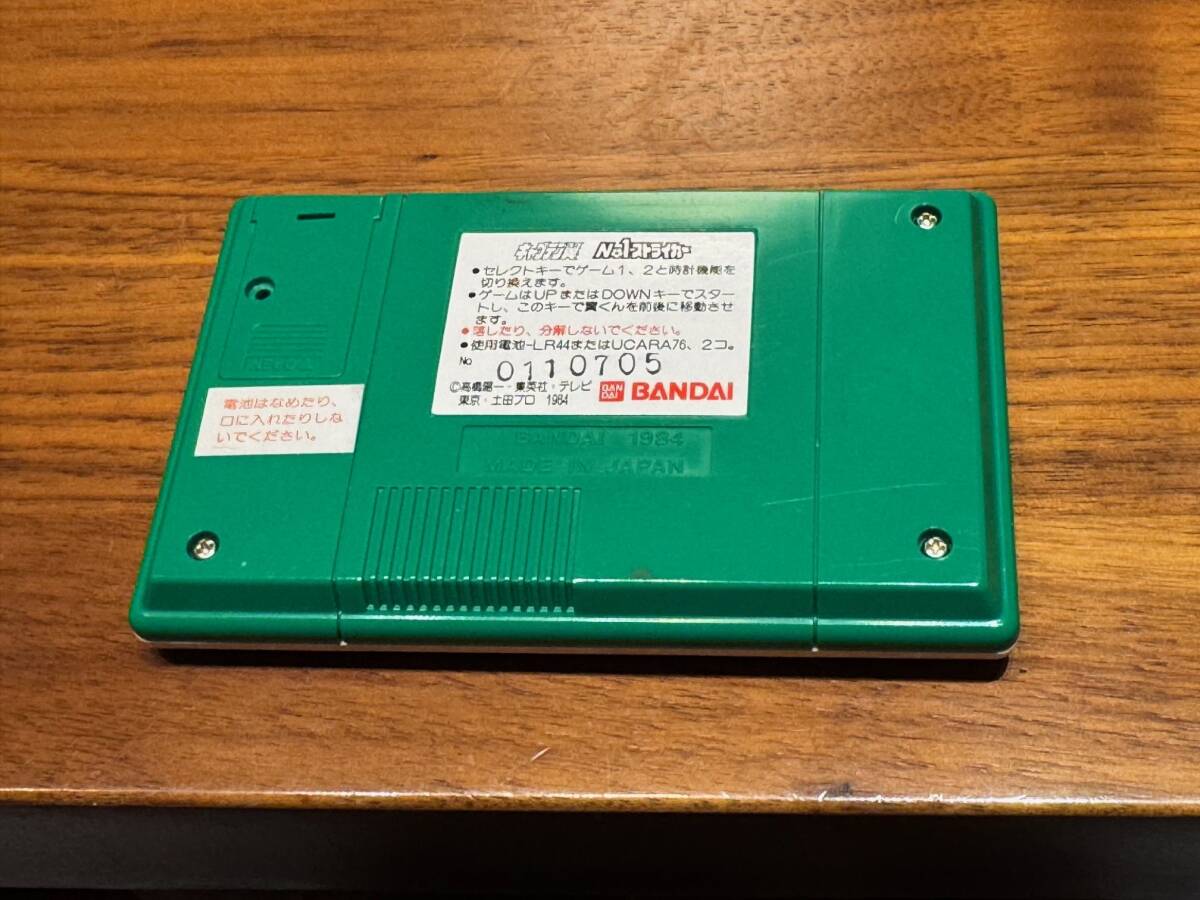 キャプテン翼 No.1ストライカー
●セレクトキーでゲーム1、2と時計機能を
切り換えます。
●ゲームはUPまたはDOWNキーでスター
トし、このキーで翼くんを前後に移動させ
ます。
●落したり、分解しないでください。
●使用電池-LR44またはUCARA76、2コ。
No 0110705
©高橋陽一・集英社・テレビ
東京・土田プロ 1984
BAN
DAI BANDAI
電池はなめたり、
口に入れたりしな
いでください。
BANDAI 1984
MADE IN JAPAN